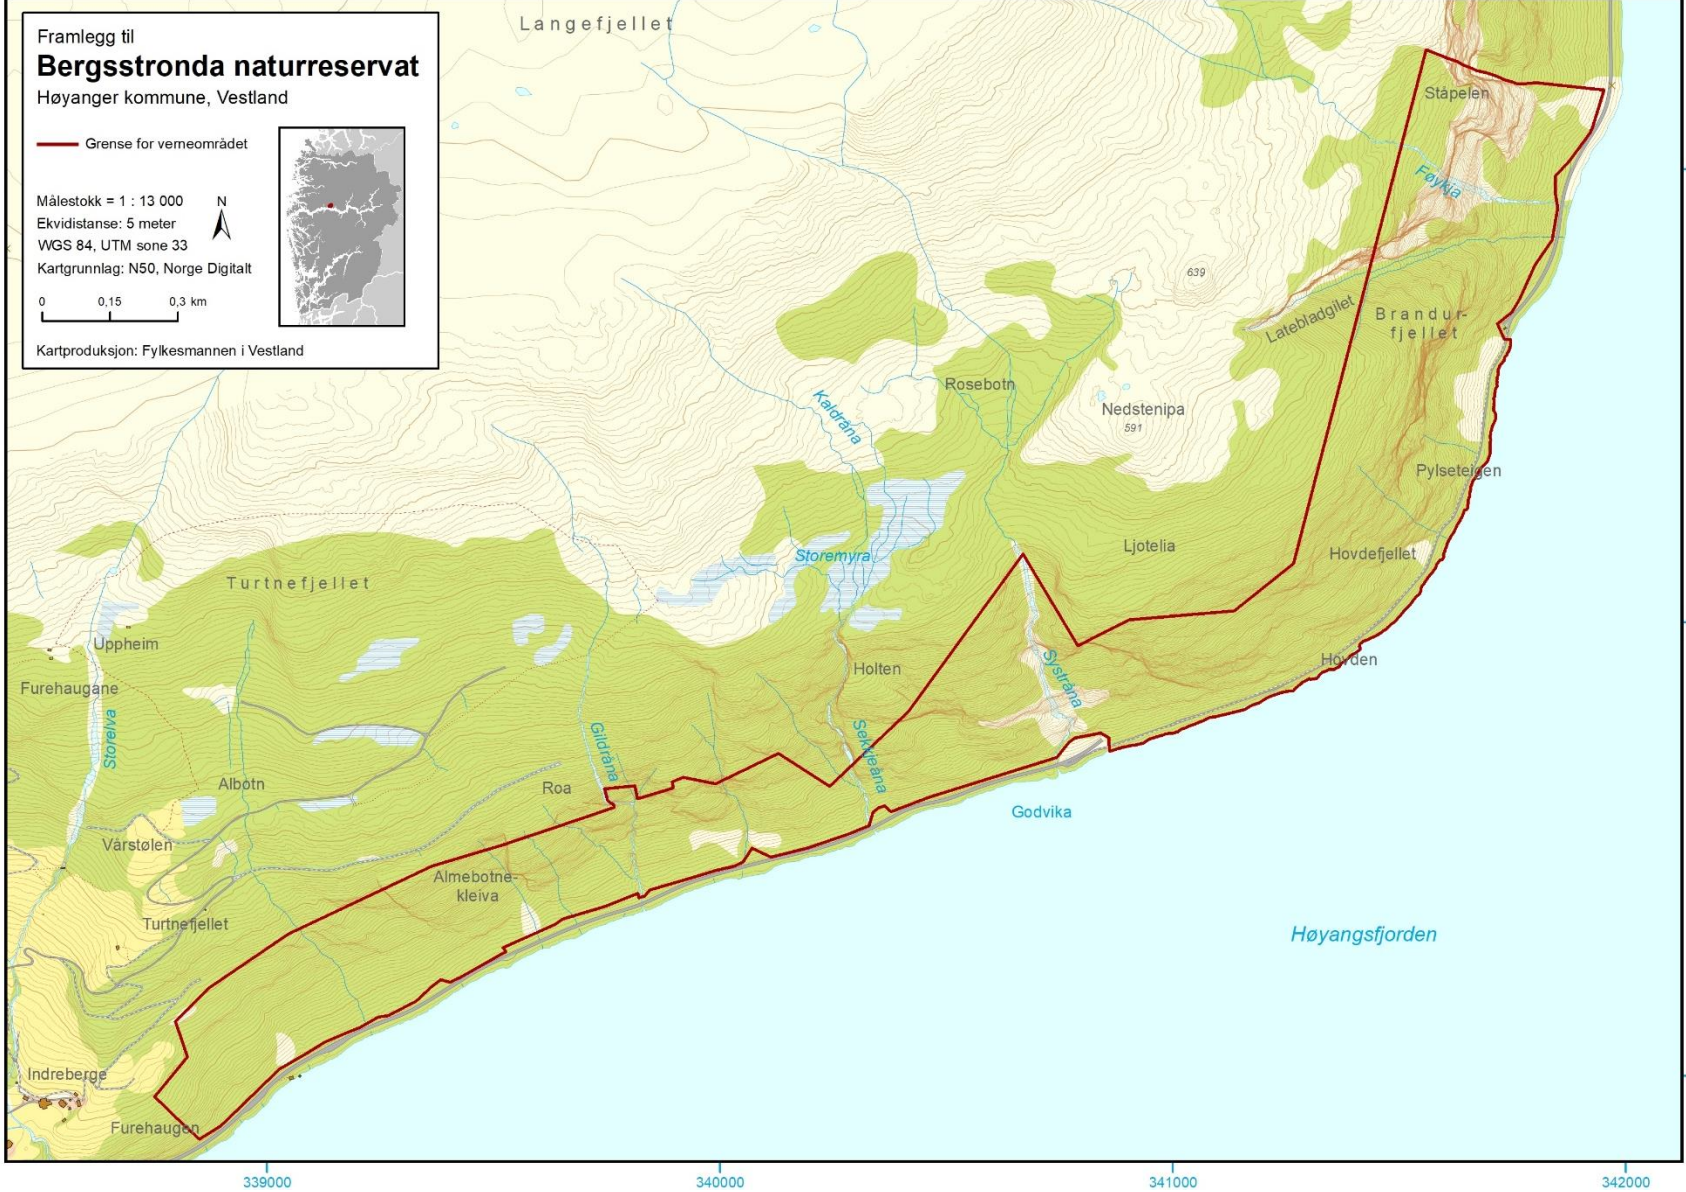 Framlegg til
Bergsstronda naturreservat
Høyanger kommune, Vestland
Grense for verneområdet
Målestokk = 1 : 13 000
N
Ekvidistanse: 5 meter
WGS 84, UTM sone 33
Kartgrunnlag: N50, Norge Digitalt
0 0,15 0,3 km
Kartproduksjon: Fylkesmannen i Vestland
Langefjellet
Ståpelen
Føykja
639
Latebladgilet
Brandur-
fjellet
Rosebotn
Kaldråna
Nedstenipa
591
Pylseteigen
Storemyra
Ljotelia
Hovdefjellet
Turtnefjellet
Uppheim
Furehaugane
Holten
Systråna
Hovden
Storelva
Gildråna
Sekkjeåna
Albotn
Roa
Godvika
Vårstølen
Almebotne-
kleiva
Turtnefjellet
Høyangsfjorden
Indreberge
Furehaugen
339000
340000
341000
342000